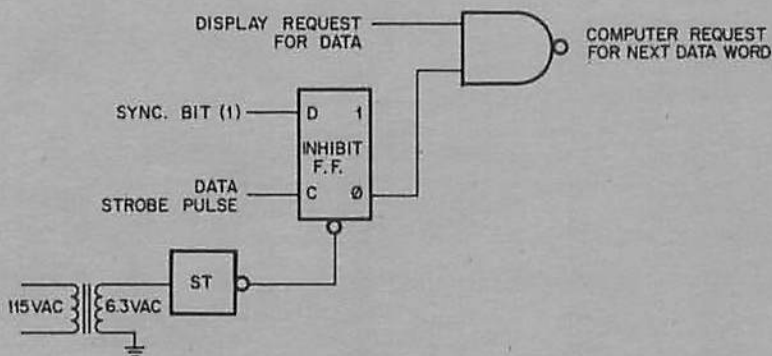 DISPLAY REQUEST
FOR DATA
COMPUTER REQUEST
FOR NEXT DATA WORD
SYNC. BIT (1)
D 1
INHIBIT
F.F.
DATA
STROBE PULSE
C Ø
ST
115VAC
6.3VAC